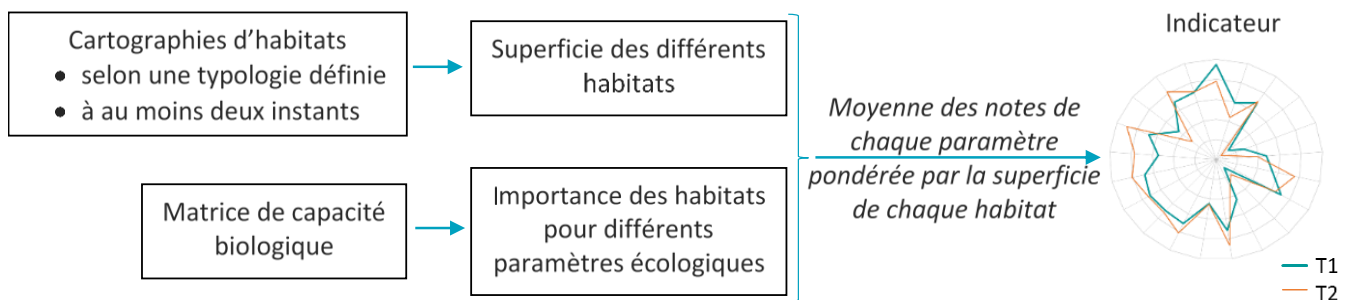 Cartographies d’habitats
• selon une typologie définie
• à au moins deux instants
Superficie des différents
habitats
Matrice de capacité
biologique
Importance des habitats
pour différents
paramètres écologiques
Moyenne des notes de
chaque paramètre
pondérée par la superficie
de chaque habitat
Indicateur
T1
T2